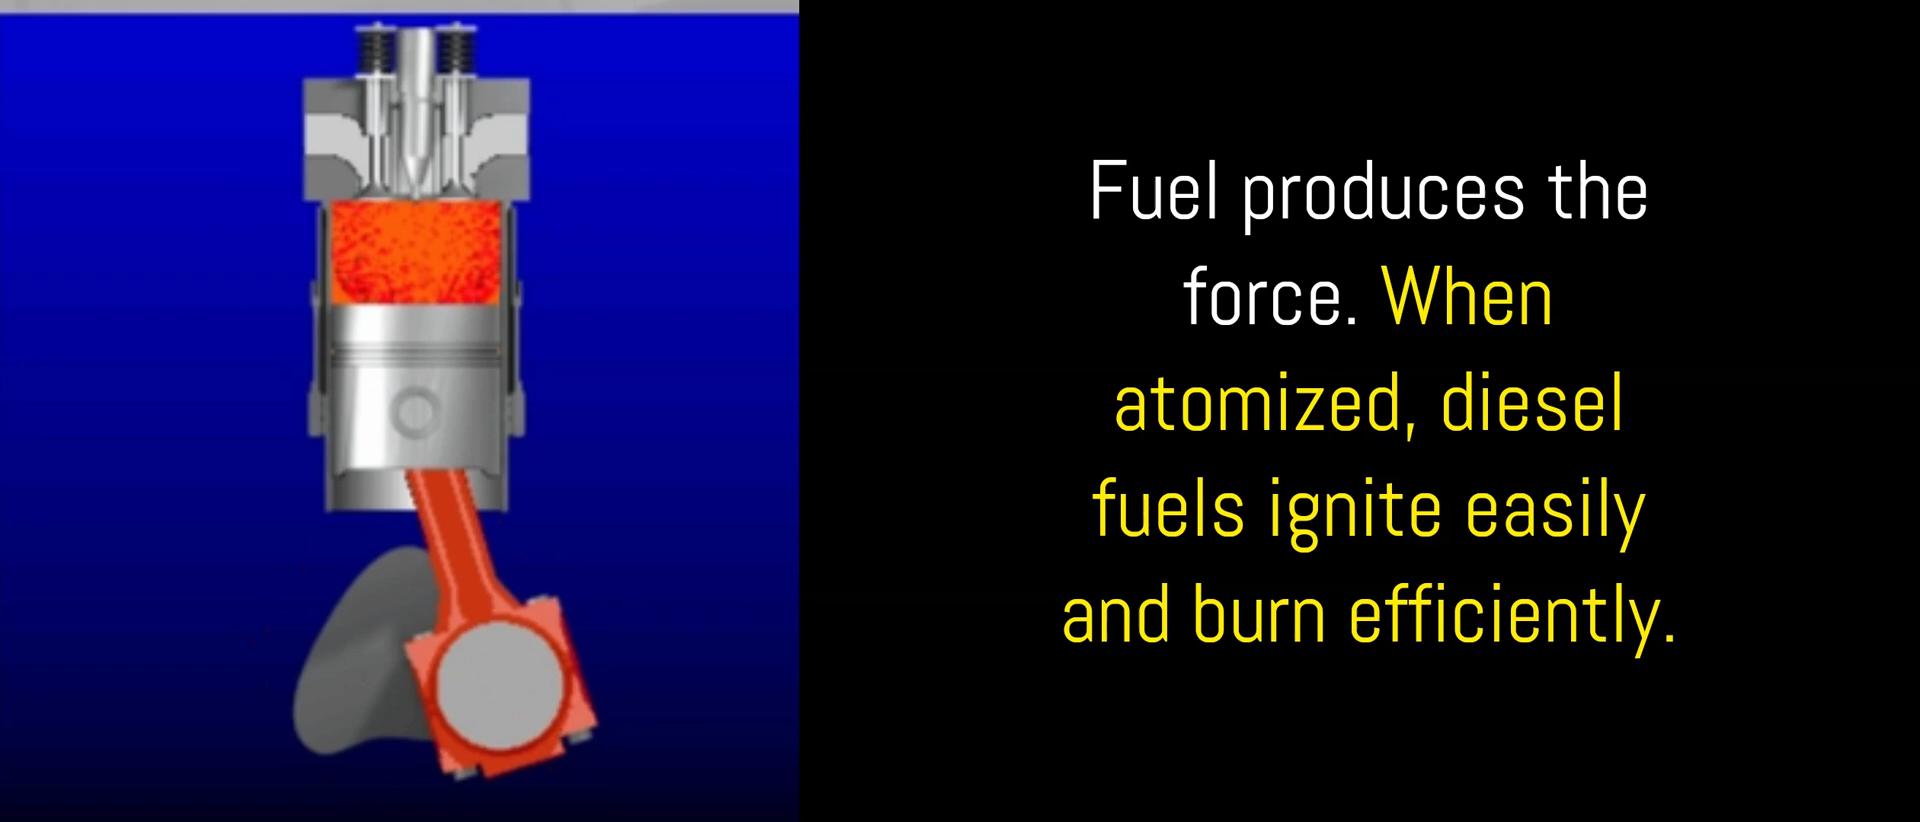 Fuel produces the
force. When
atomized, diesel
fuels ignite easily
and burn efficiently.